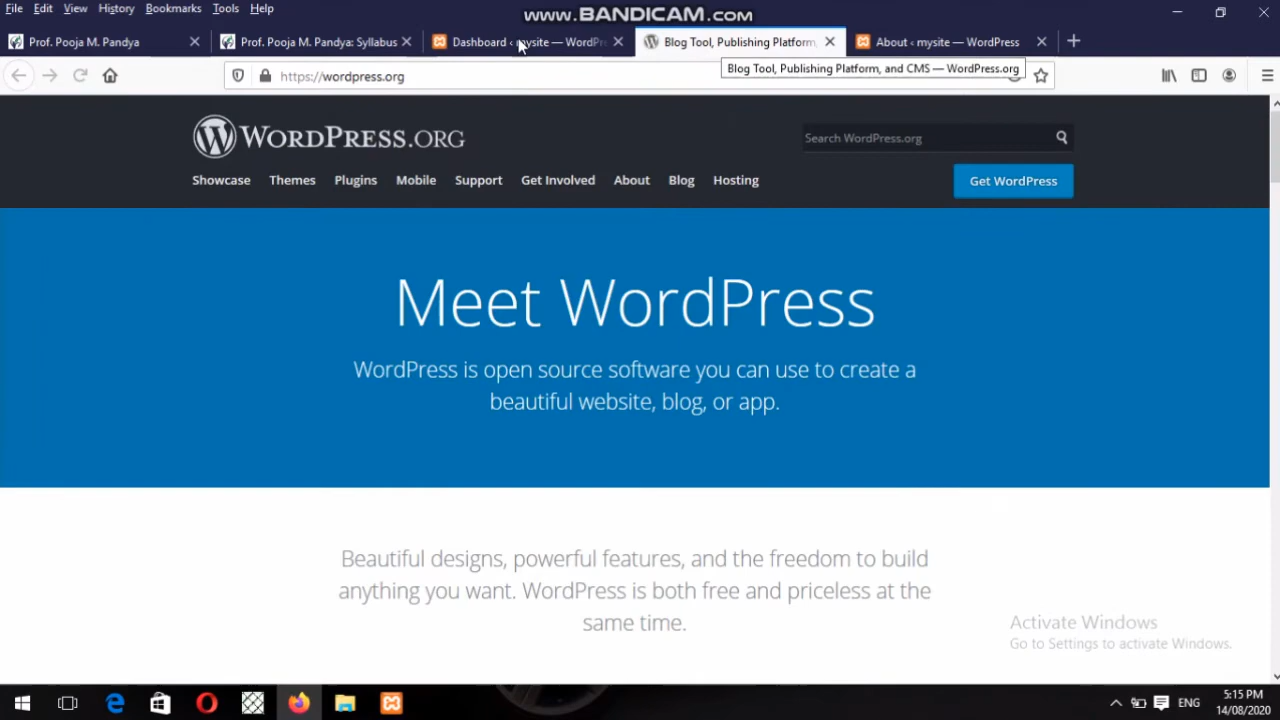 File Edit View History Bookmarks Tools Help
www.BANDICAM.com
Prof. Pooja M. Pandya
Prof. Pooja M. Pandya: Syllabus
Dashboard ‹ mysite — WordPr
Blog Tool, Publishing Platform,
About ‹ mysite — WordPress
https://wordpress.org
Blog Tool, Publishing Platform, and CMS — WordPress.org
WORDPRESS.ORG
Search WordPress.org
Showcase Themes Plugins Mobile Support Get Involved About Blog Hosting
Get WordPress
Meet WordPress
WordPress is open source software you can use to create a
beautiful website, blog, or app.
Beautiful designs, powerful features, and the freedom to build
anything you want. WordPress is both free and priceless at the
same time.
Activate Windows
Go to Settings to activate Windows.
ENG
5:15 PM
14/08/2020